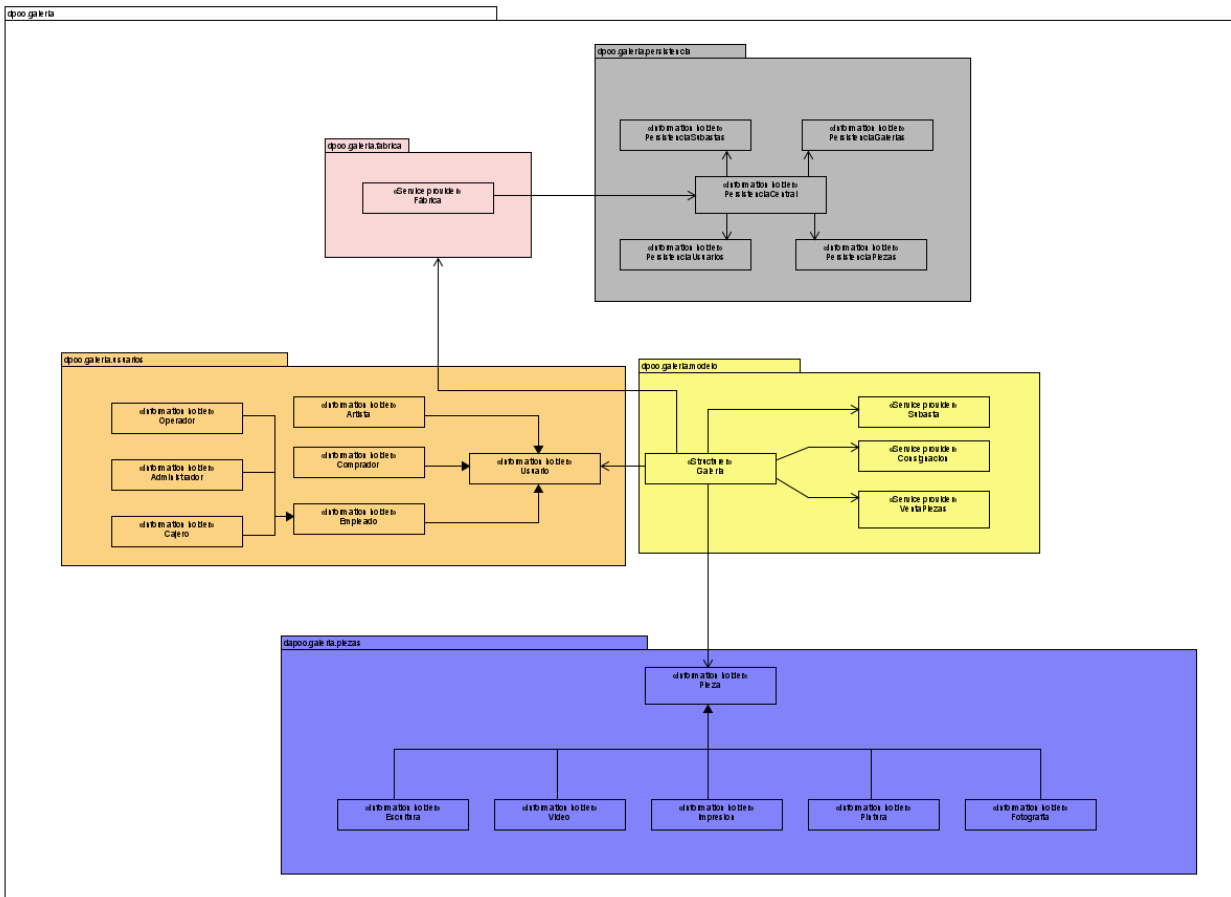 dpoo.galeria
dpoo.galeria.persistencia
«Information holder»
PersistenciaSubastas
«Information holder»
PersistenciaGalerias
«Information holder»
PersistenciaCentral
«Information holder»
PersistenciaUsuarios
«Information holder»
PersistenciaPiezas
dpoo.galeria.fabrica
«Service provider»
Fábrica
dpoo.galeria.usuarios
«Information holder»
Operador
«Information holder»
Administrador
«Information holder»
Cajero
«Information holder»
Artista
«Information holder»
Comprador
«Information holder»
Empleado
«Information holder»
Usuario
dpoo.galeria.modelo
«Structurer»
Galeria
«Service provider»
Subasta
«Service provider»
Consignacion
«Service provider»
VentaPiezas
dapoo.galeria.piezas
«Information holder»
Pieza
«Information holder»
Escultura
«Information holder»
Video
«Information holder»
Impresion
«Information holder»
Pintura
«Information holder»
Fotografia